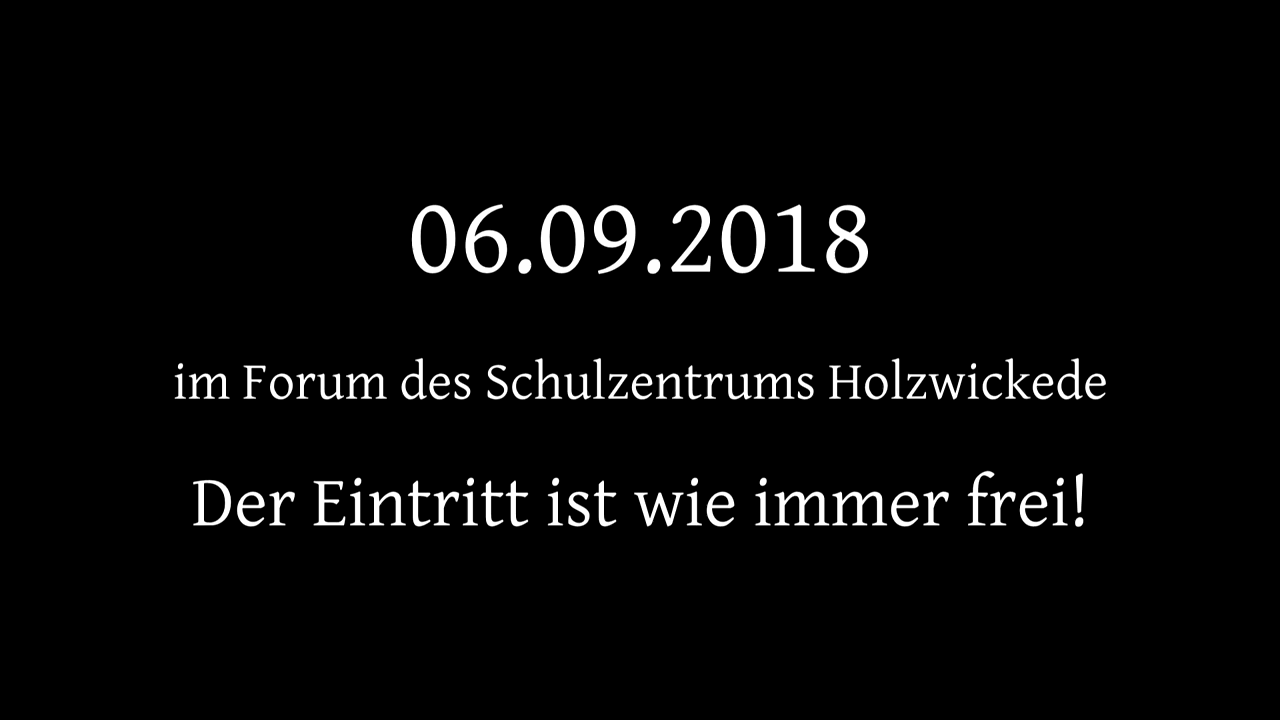 06.09.2018
im Forum des Schulzentrums Holzwickede
Der Eintritt ist wie immer frei!